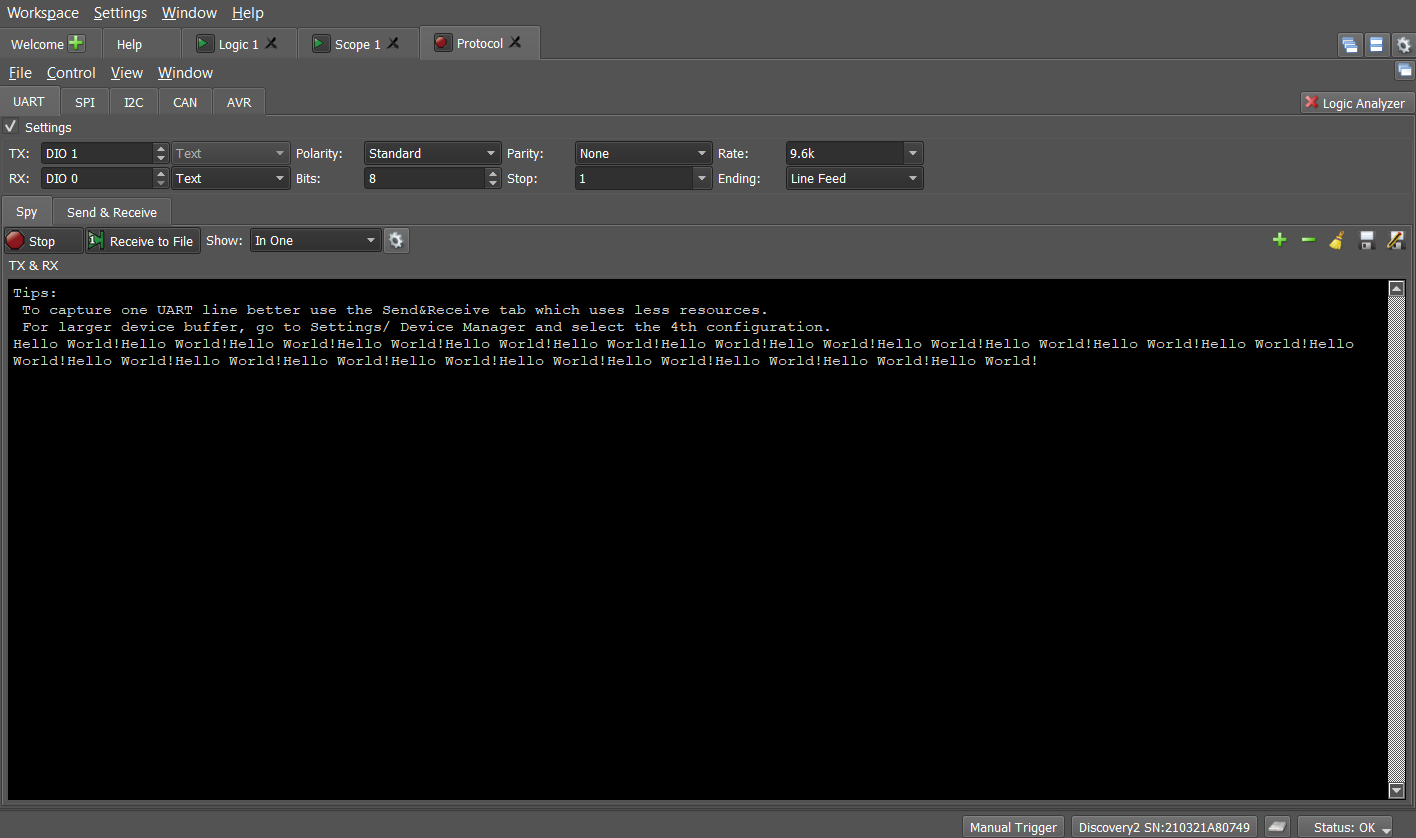 Workspace Settings Window Help
Welcome Help Logic 1 Scope 1 Protocol
File Control View Window
UART SPI I2C CAN AVR Logic Analyzer
Settings
TX: DIO 1 Text Polarity: Standard Parity: None Rate: 9.6k
RX: DIO 0 Text Bits: 8 Stop: 1 Ending: Line Feed
Spy Send & Receive
Stop Receive to File Show: In One
TX & RX
Tips:
To capture one UART line better use the Send&Receive tab which uses less resources.
For larger device buffer, go to Settings/ Device Manager and select the 4th configuration.
Hello World!Hello World!Hello World!Hello World!Hello World!Hello World!Hello World!Hello World!Hello World!Hello World!Hello World!Hello World!Hello
World!Hello World!Hello World!Hello World!Hello World!Hello World!Hello World!Hello World!Hello World!Hello World!
Manual Trigger Discovery2 SN:210321A80749 Status: OK